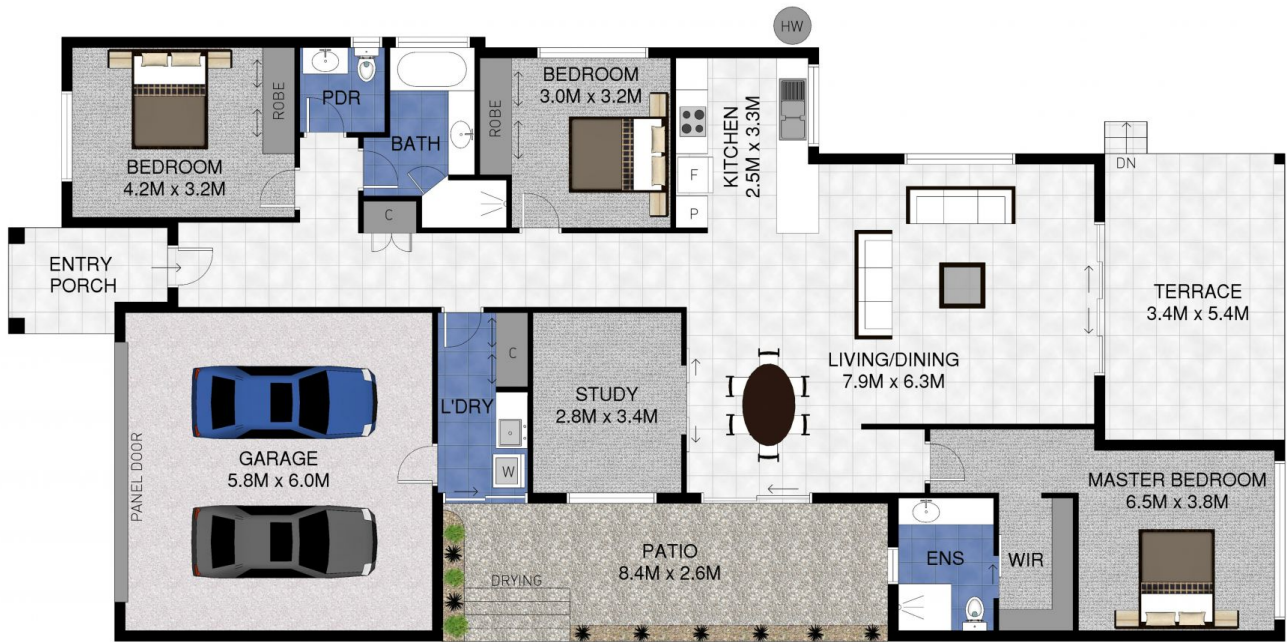 HW
BEDROOM
4.2M x 3.2M
ROBE
PDR
BATH
C
ROBE
BEDROOM
3.0M x 3.2M
KITCHEN
2.5M x 3.3M
F
P
DN
ENTRY
PORCH
TERRACE
3.4M x 5.4M
LIVING/DINING
7.9M x 6.3M
PANEL DOOR
GARAGE
5.8M x 6.0M
L'DRY
C
W
STUDY
2.8M x 3.4M
MASTER BEDROOM
6.5M x 3.8M
DRYING
PATIO
8.4M x 2.6M
ENS
WIR